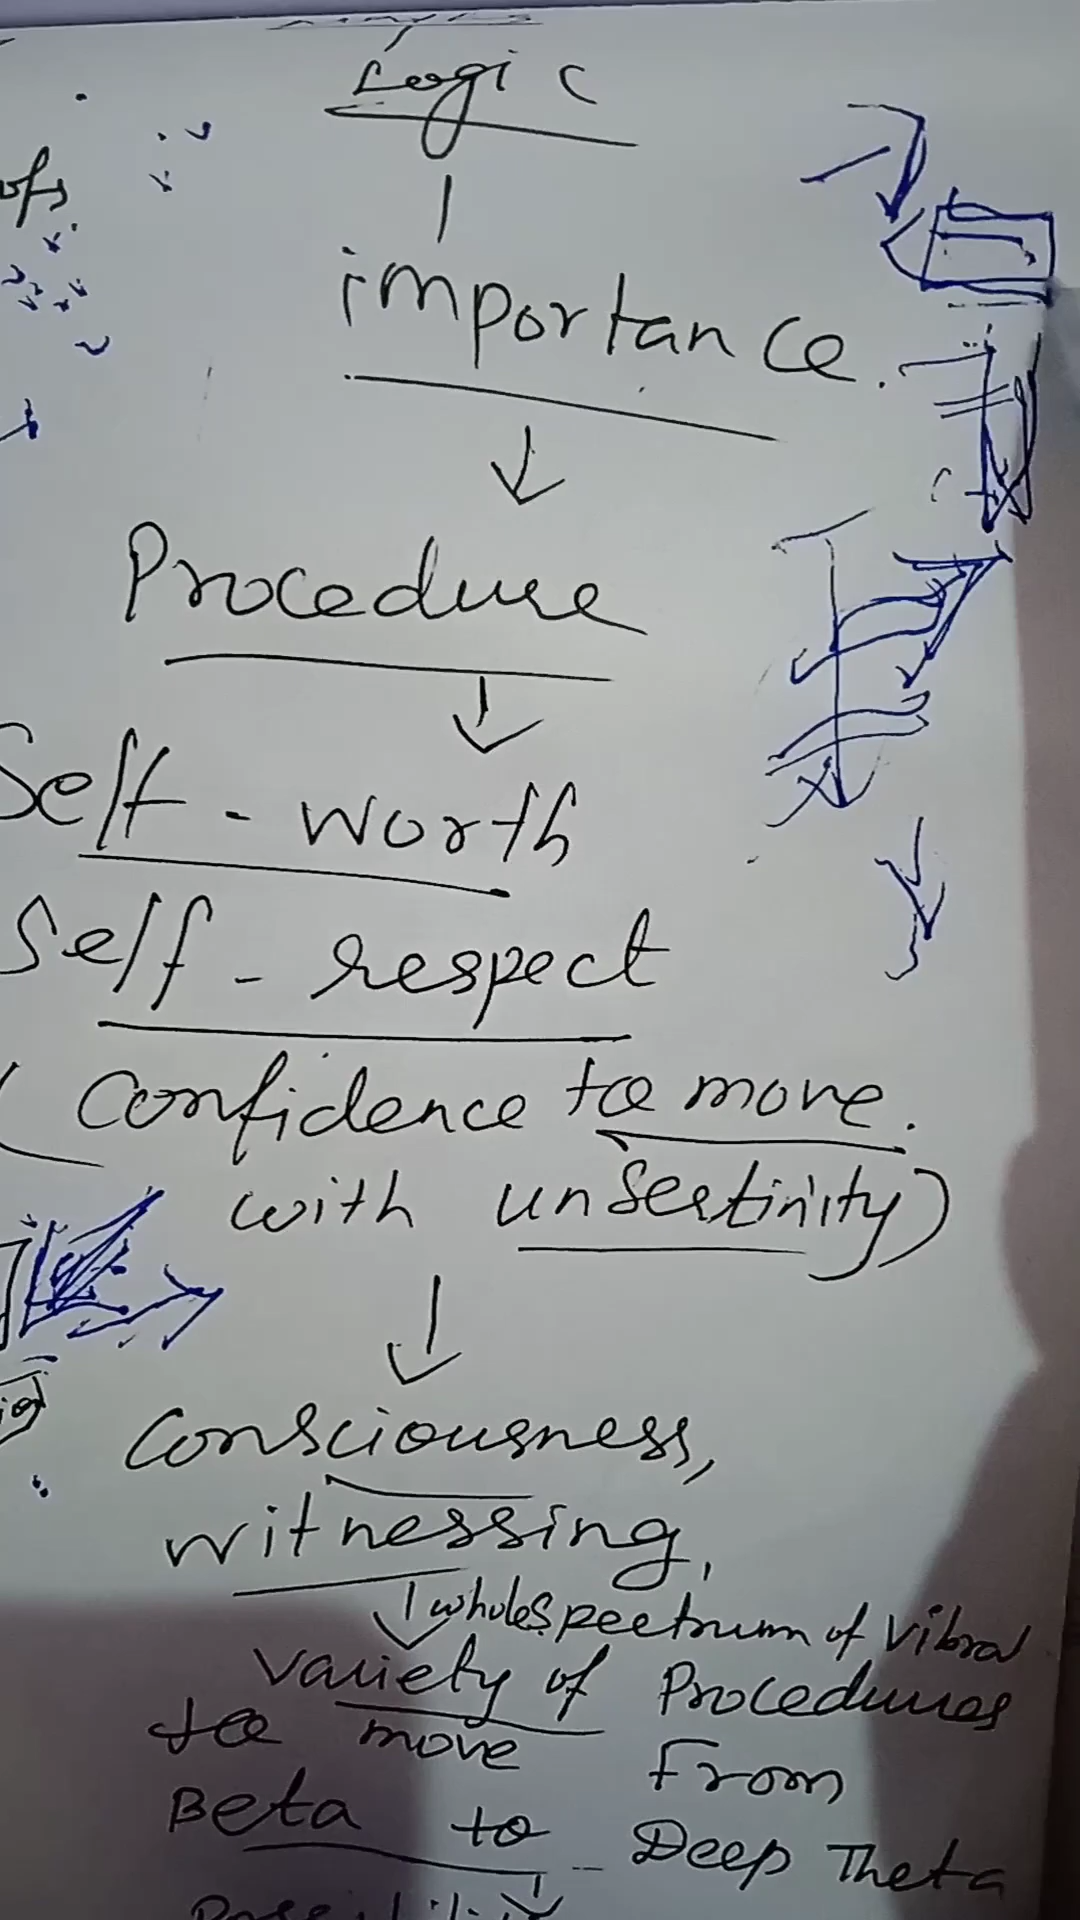 Logic
importance.
Procedure
Self - worth
Self - respect
(Confidence to move.
with unsertinity)
Consciousness,
witnessing,
whole spectrum of Vibra
variety of Procedures
to move From
Beta to Deep Theta